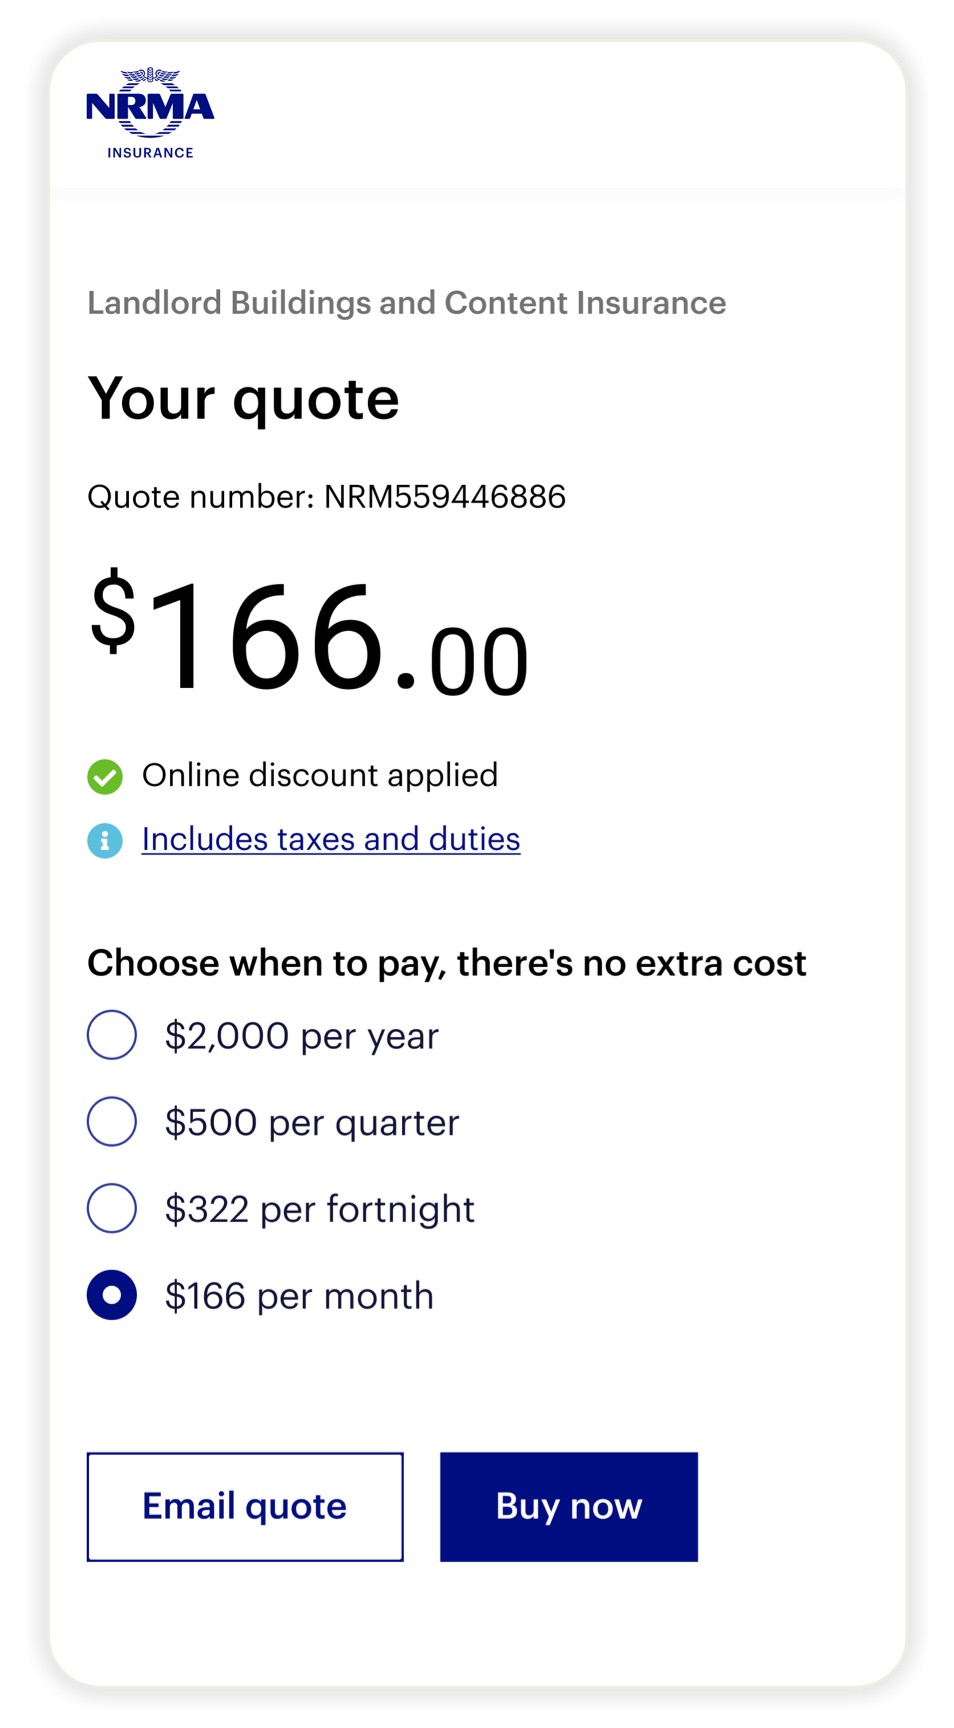 NRMA
INSURANCE
Landlord Buildings and Content Insurance
Your quote
Quote number: NRM559446886
$166.00
Online discount applied
Includes taxes and duties
Choose when to pay, there's no extra cost
$2,000 per year
$500 per quarter
$322 per fortnight
$166 per month
Email quote
Buy now